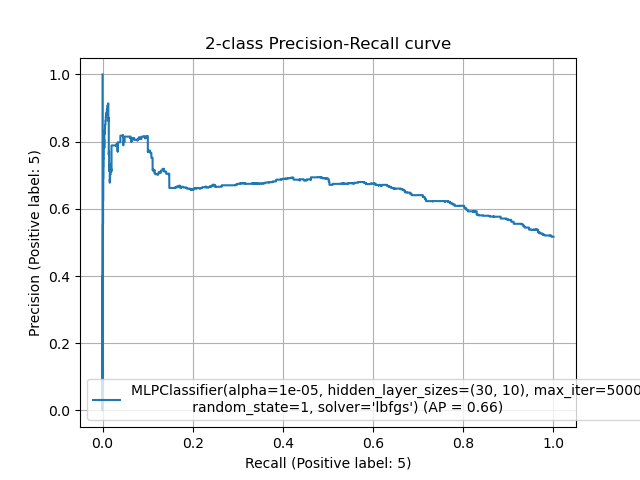 2-class Precision-Recall curve
1.0
0.8
0.6
0.4
0.2
0.0
Precision (Positive label: 5)
MLPClassifier(alpha=1e-05, hidden_layer_sizes=(30, 10), max_iter=5000
random_state=1, solver='lbfgs') (AP = 0.66)
0.0 0.2 0.4 0.6 0.8 1.0
Recall (Positive label: 5)